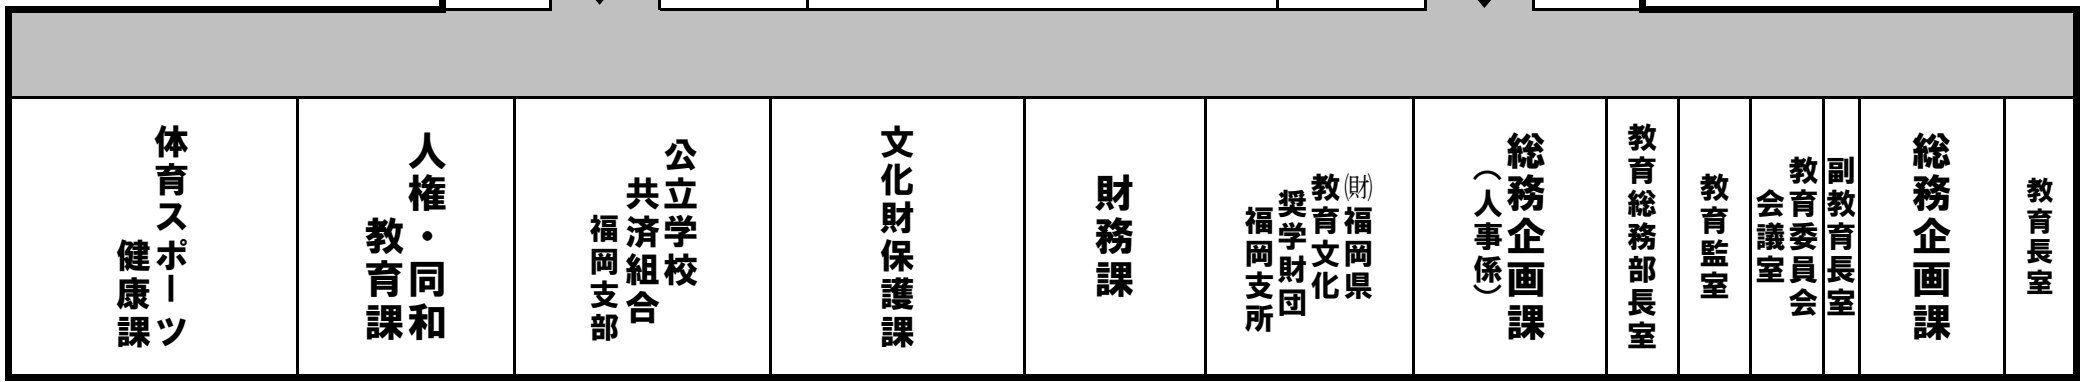 体育スポーツ
健康課
人権・同和
教育課
公立学校
共済組合
福岡支部
文化財保護課
財務課
㈶福岡県
教育文化
奨学財団
福岡支所
総務企画課
（人事係）
教育総務部長室
教育監室
教育委員会
会議室
副教育長室
総務企画課
教育長室